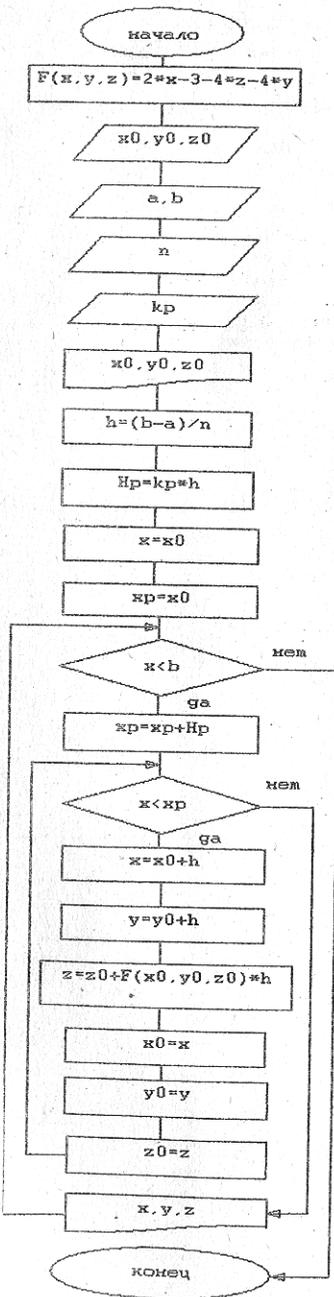 начало
F(x,y,z)=2*x-3-4*z-4*y
x0,y0,z0
a,b
n
kp
x0,y0,z0
h=(b-a)/n
Hp=kp*h
x=x0
xp=x0
x<b
нет
да
xp=xp+Hp
x<xp
нет
да
x=x0+h
y=y0+h
z=z0+F(x0,y0,z0)*h
x0=x
y0=y
z0=z
x,y,z
конец